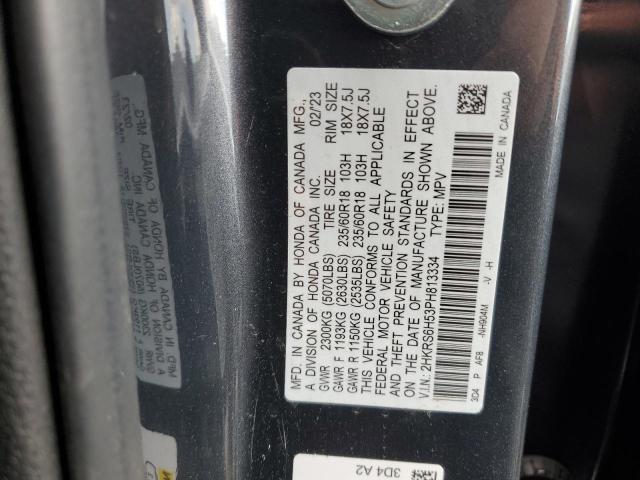 MFD. IN CANADA BY HONDA OF CANADA MFG.,
A DIVISION OF HONDA CANADA INC. 02/'23
TIRE SIZE RIM SIZE
GVWR 2300KG (5070LBS)
GAWR F 1193KG (2630LBS) 235/60R18 103H 18X7.5J
GAWR R 1150KG (2535LBS) 235/60R18 103H 18X7.5J
THIS VEHICLE CONFORMS TO ALL APPLICABLE
FEDERAL MOTOR VEHICLE SAFETY
AND THEFT PREVENTION STANDARDS IN EFFECT
ON THE DATE OF MANUFACTURE SHOWN ABOVE.
V.I.N.: 2HKRS6H53PH813334 TYPE: MPV
3D4 P AF8 -NH904M -V -H
MADE IN CANADA
3D4 A2